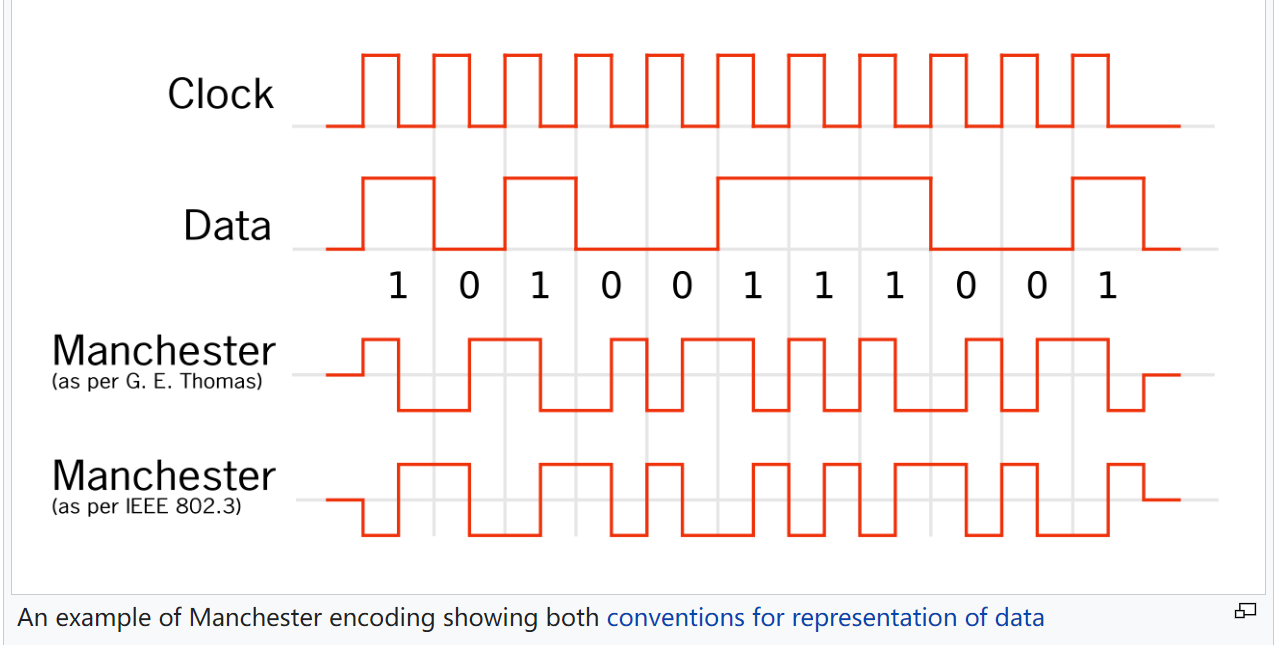 Clock
Data
1 0 1 0 0 1 1 1 0 0 1
Manchester
(as per G. E. Thomas)
Manchester
(as per IEEE 802.3)
An example of Manchester encoding showing both conventions for representation of data